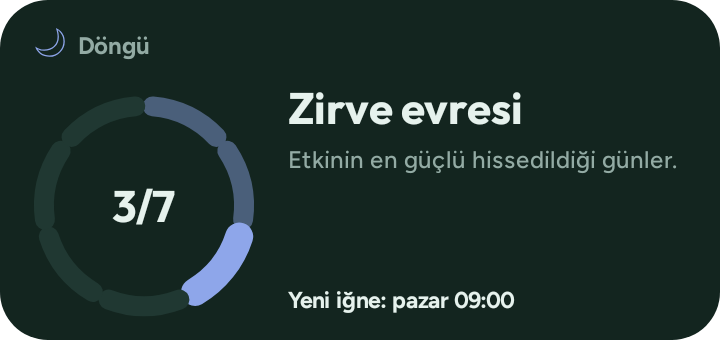 Döngü
3/7
Zirve evresi
Etkinin en güçlü hissedildiği günler.
Yeni iğne: pazar 09:00